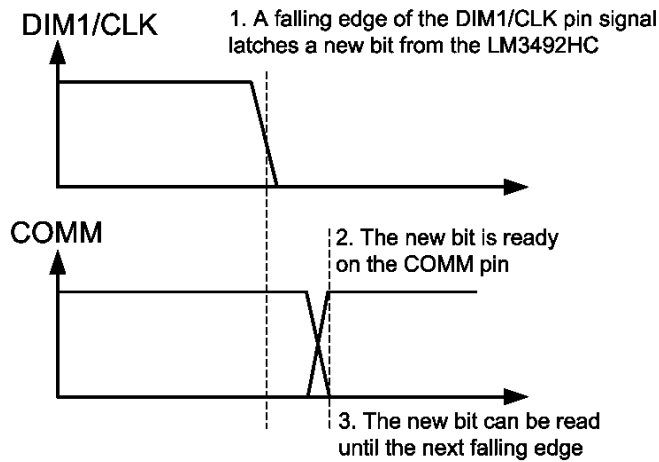 DIM1/CLK
1. A falling edge of the DIM1/CLK pin signal
latches a new bit from the LM3492HC
COMM
2. The new bit is ready
on the COMM pin
3. The new bit can be read
until the next falling edge